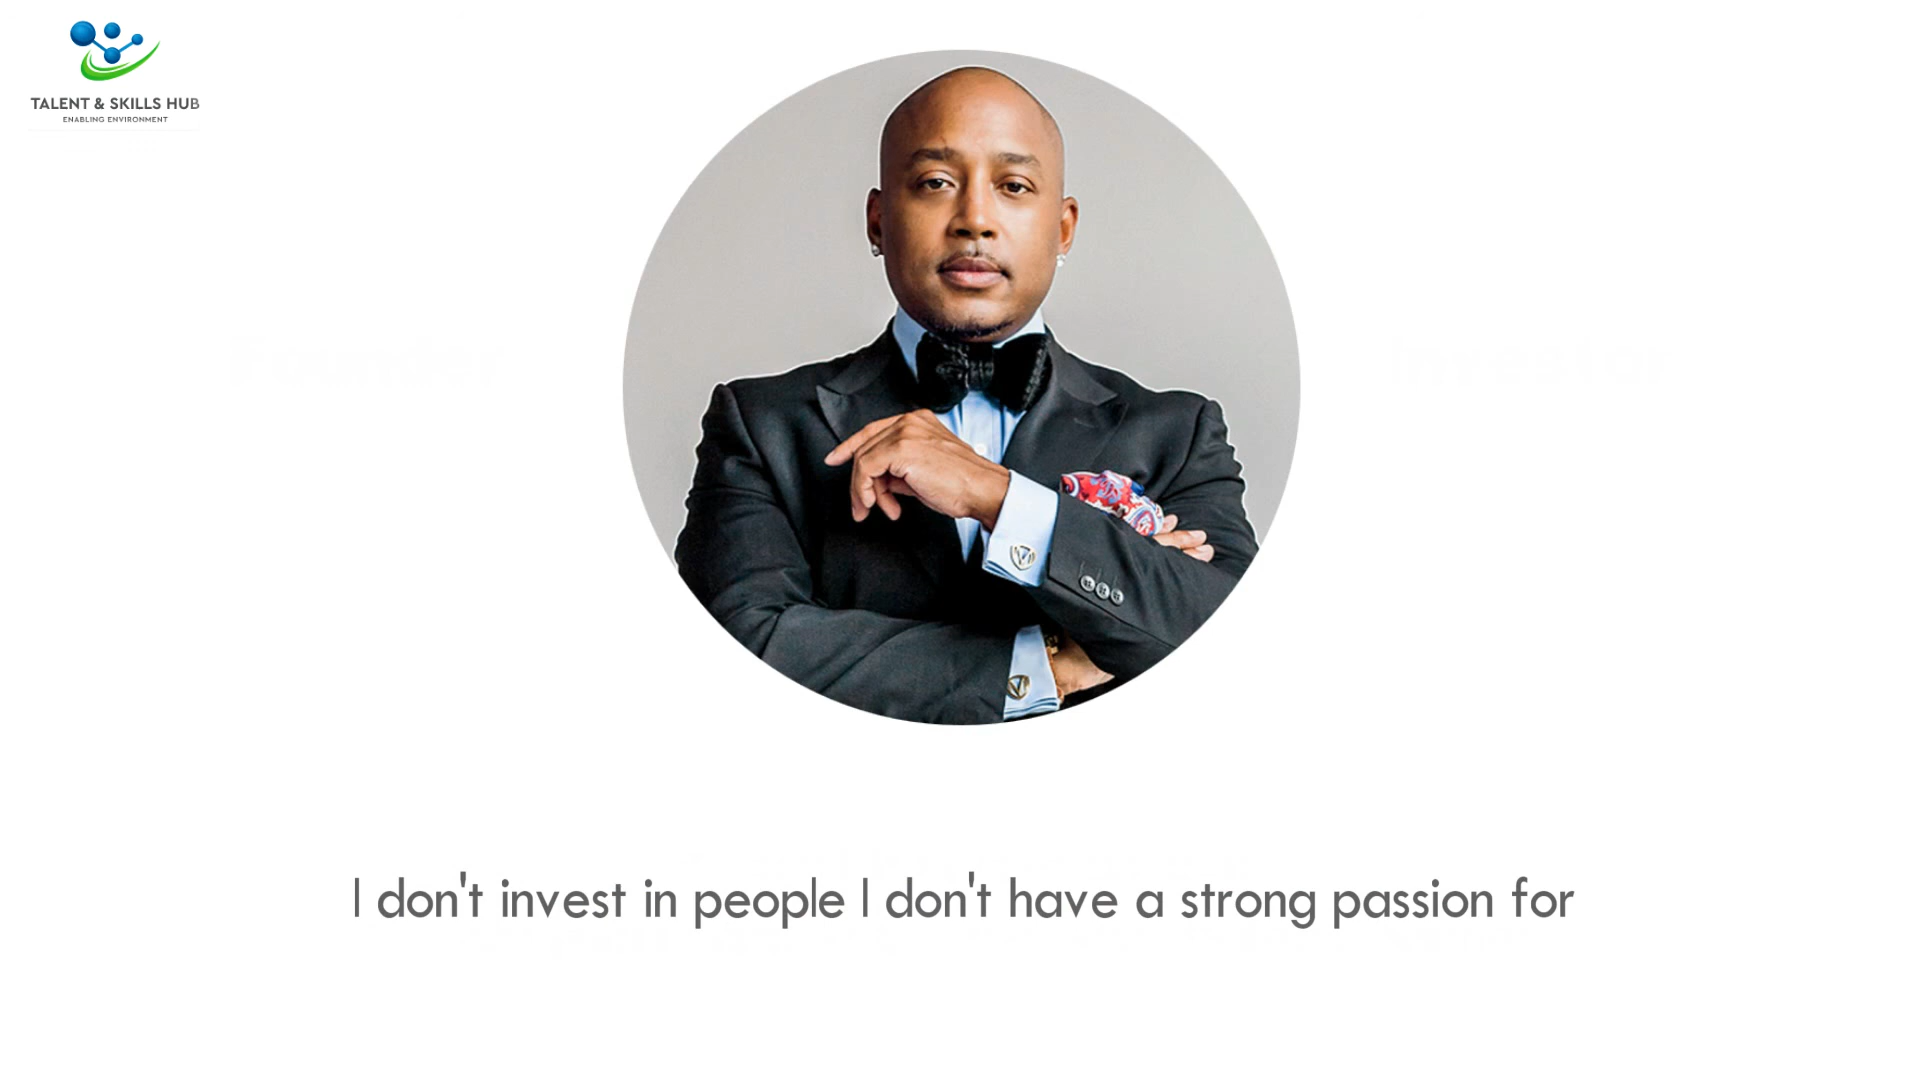 TALENT & SKILLS HUB
ENABLING ENVIRONMENT
I don't invest in people I don't have a strong passion for